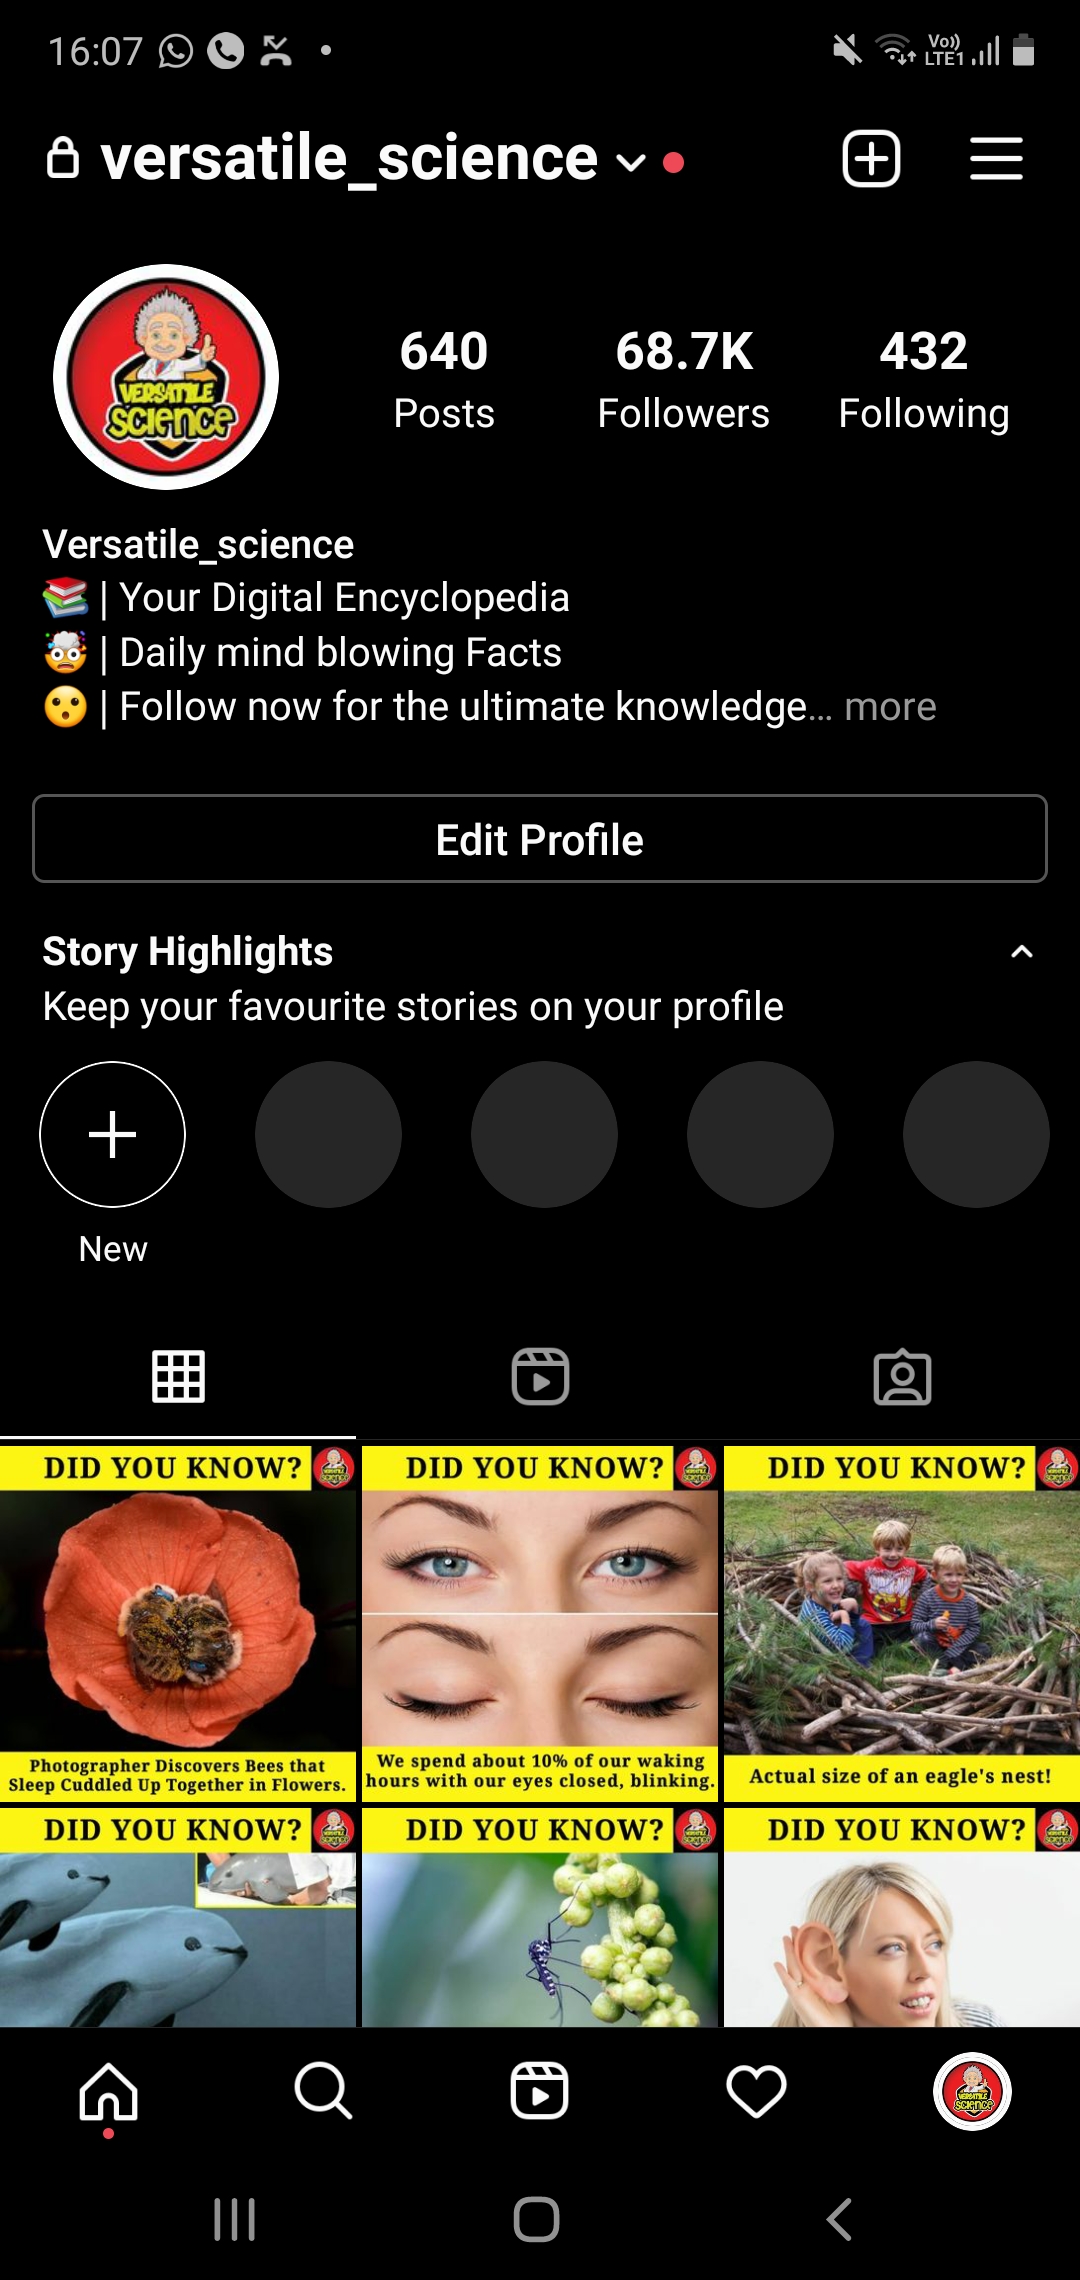 16:07
Vo))
LTE1
versatile_science
VERSATILE
SCIENCE
640 68.7K 432
Posts Followers Following
Versatile_science
📚 | Your Digital Encyclopedia
🤯 | Daily mind blowing Facts
😮 | Follow now for the ultimate knowledge... more
Edit Profile
Story Highlights
Keep your favourite stories on your profile
New
DID YOU KNOW?
Photographer Discovers Bees that
Sleep Cuddled Up Together in Flowers.
DID YOU KNOW?
We spend about 10% of our waking
hours with our eyes closed, blinking.
DID YOU KNOW?
Actual size of an eagle's nest!
DID YOU KNOW?
DID YOU KNOW?
DID YOU KNOW?